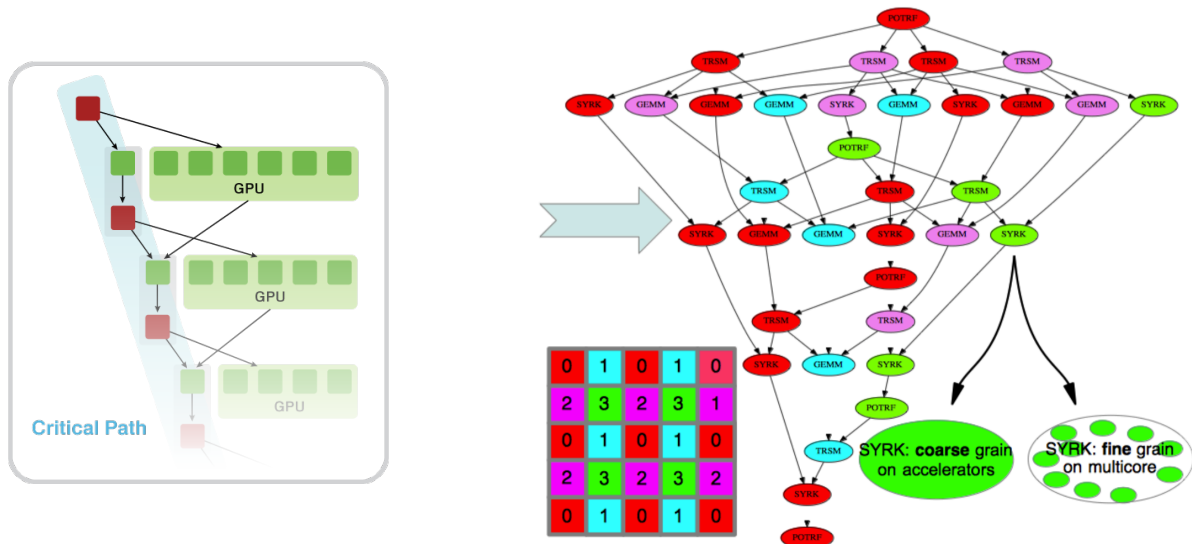 GPU
GPU
GPU
Critical Path
POTRF
TRSM TRSM TRSM TRSM
SYRK GEMM GEMM GEMM SYRK GEMM SYRK GEMM GEMM SYRK
POTRF
TRSM TRSM TRSM
SYRK GEMM GEMM SYRK GEMM SYRK
POTRF
TRSM TRSM
SYRK GEMM SYRK
POTRF
TRSM
SYRK
POTRF
0 1 0 1 0
2 3 2 3 1
0 1 0 1 0
2 3 2 3 2
0 1 0 1 0
SYRK: coarse grain
on accelerators
SYRK: fine grain
on multicore